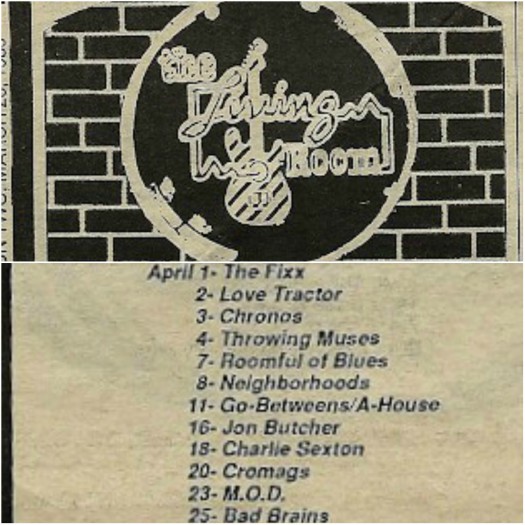 the
Living
Room
April 1- The Fixx
2- Love Tractor
3- Chronos
4- Throwing Muses
7- Roomful of Blues
8- Neighborhoods
11- Go-Betweens/A-House
16- Jon Butcher
18- Charlie Sexton
20- Cromags
23- M.O.D.
25- Bad Brains